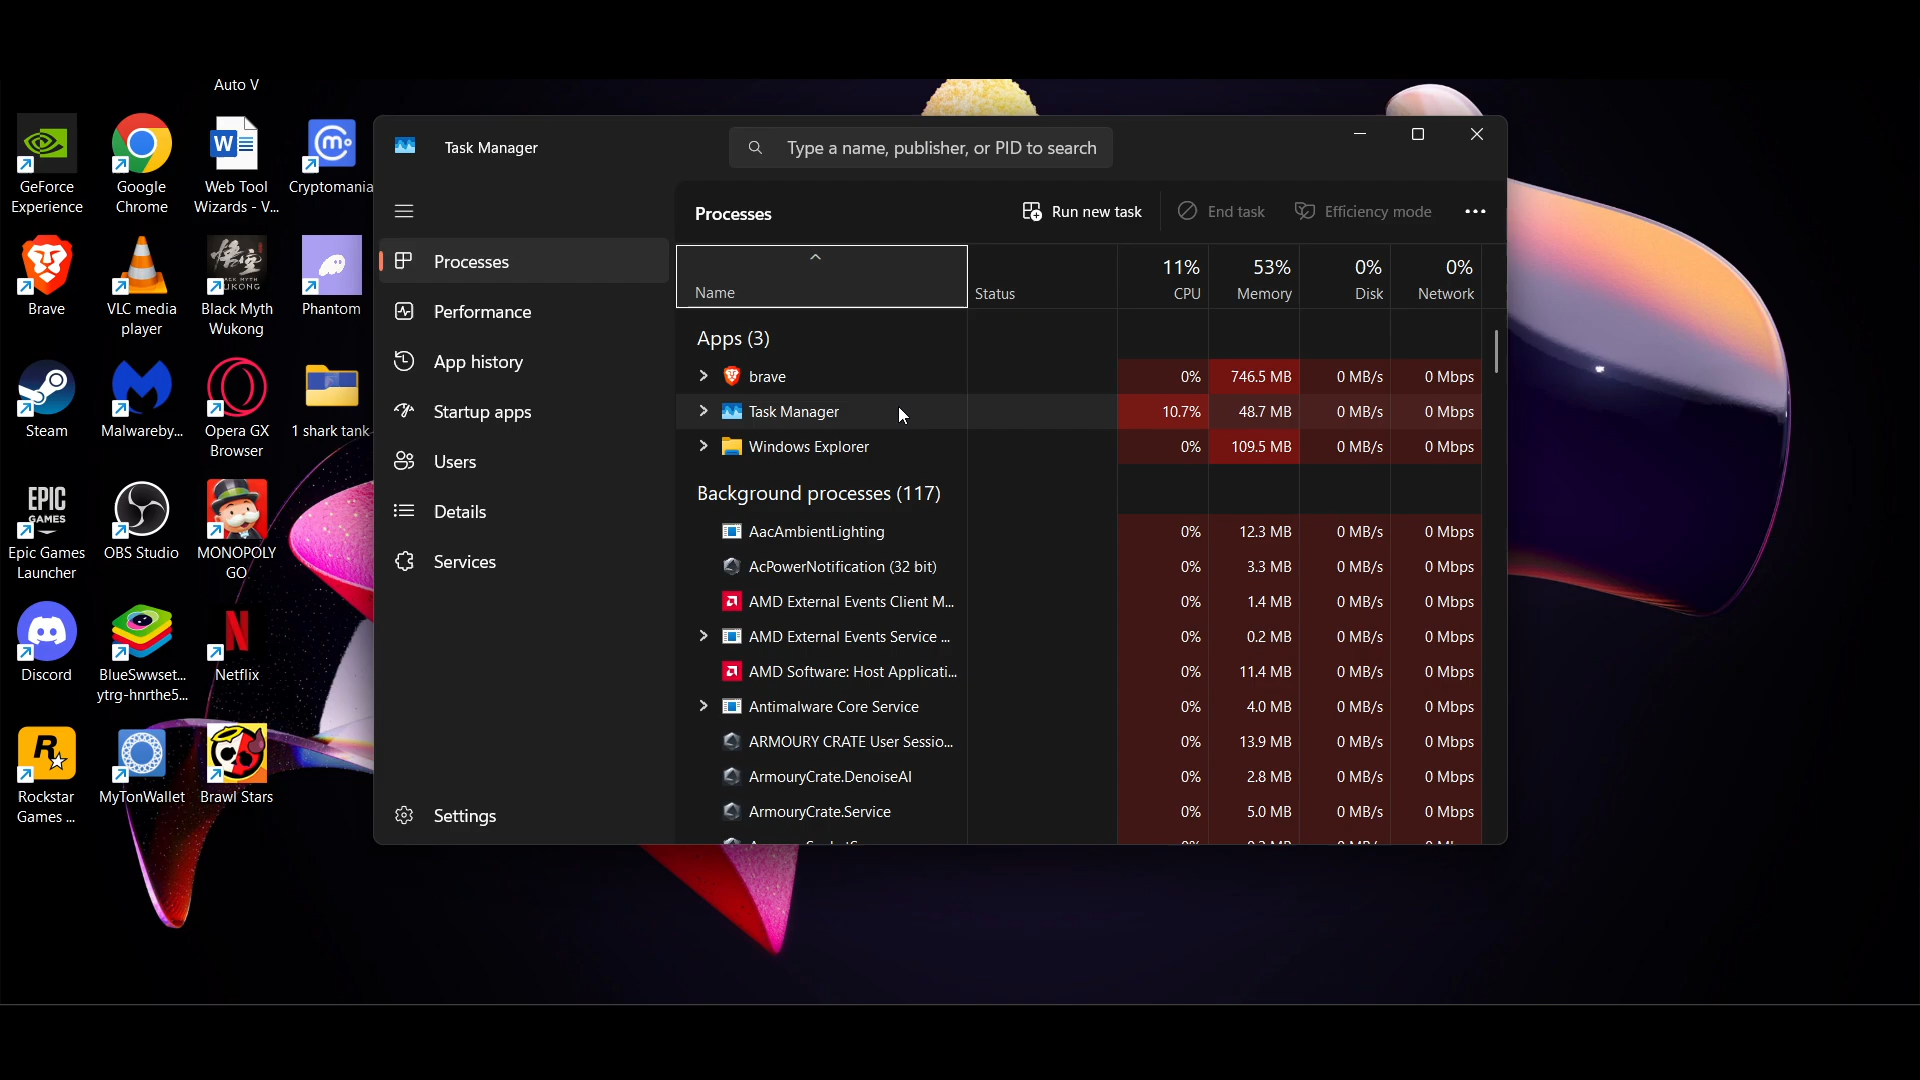 Auto V
GeForce
Experience
Google
Chrome
Web Tool
Wizards - V...
Cryptomania
Brave
VLC media
player
Black Myth
Wukong
Phantom
Steam
Malwareby...
Opera GX
Browser
1 shark tank
EPIC
GAMES
Epic Games
Launcher
OBS Studio
MONOPOLY
GO
Discord
BlueSwwset...
ytrg-hnrthe5...
Netflix
Rockstar
Games ...
MyTonWallet
Brawl Stars
Task Manager
Type a name, publisher, or PID to search
Processes
Performance
App history
Startup apps
Users
Details
Services
Settings
Processes
Run new task
End task
Efficiency mode
Name
Status
11%
CPU
53%
Memory
0%
Disk
0%
Network
Apps (3)
brave 0% 746.5 MB 0 MB/s 0 Mbps
Task Manager 10.7% 48.7 MB 0 MB/s 0 Mbps
Windows Explorer 0% 109.5 MB 0 MB/s 0 Mbps
Background processes (117)
AacAmbientLighting 0% 12.3 MB 0 MB/s 0 Mbps
AcPowerNotification (32 bit) 0% 3.3 MB 0 MB/s 0 Mbps
AMD External Events Client M... 0% 1.4 MB 0 MB/s 0 Mbps
AMD External Events Service ... 0% 0.2 MB 0 MB/s 0 Mbps
AMD Software: Host Applicati... 0% 11.4 MB 0 MB/s 0 Mbps
Antimalware Core Service 0% 4.0 MB 0 MB/s 0 Mbps
ARMOURY CRATE User Sessio... 0% 13.9 MB 0 MB/s 0 Mbps
ArmouryCrate.DenoiseAI 0% 2.8 MB 0 MB/s 0 Mbps
ArmouryCrate.Service 0% 5.0 MB 0 MB/s 0 Mbps